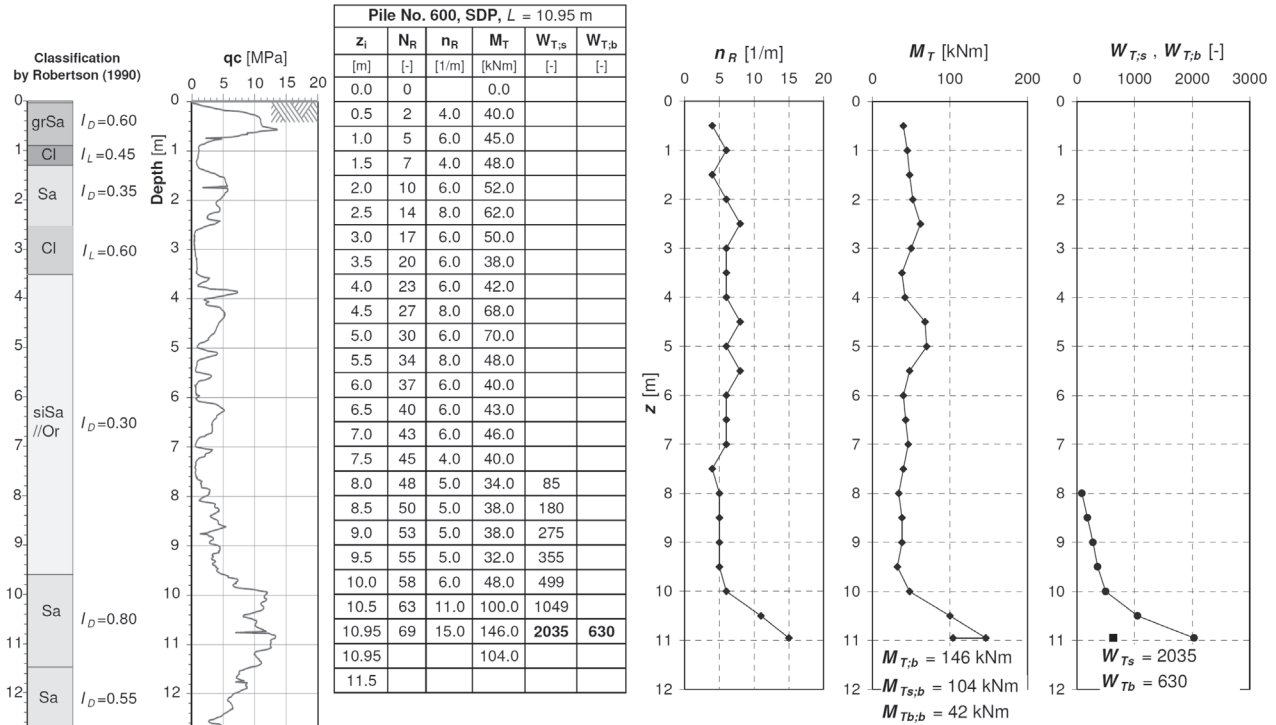 Classification
by Robertson (1990)
0
1
2
3
4
5
6
7
8
9
10
11
12
grSa
Cl
Sa
Cl
siSa
//Or
Sa
Sa
I_D=0.60
I_L=0.45
I_D=0.35
I_L=0.60
I_D=0.30
I_D=0.80
I_D=0.55
qc [MPa]
0 5 10 15 20
Depth [m]
0
1
2
3
4
5
6
7
8
9
10
11
12
Pile No. 600, SDP, L = 10.95 m
z_i N_R n_R M_T W_T;s W_T;b
[m] [-] [1/m] [kNm] [-] [-]
0.0 0 0.0
0.5 2 4.0 40.0
1.0 5 6.0 45.0
1.5 7 4.0 48.0
2.0 10 6.0 52.0
2.5 14 8.0 62.0
3.0 17 6.0 50.0
3.5 20 6.0 38.0
4.0 23 6.0 42.0
4.5 27 8.0 68.0
5.0 30 6.0 70.0
5.5 34 8.0 48.0
6.0 37 6.0 40.0
6.5 40 6.0 43.0
7.0 43 6.0 46.0
7.5 45 4.0 40.0
8.0 48 5.0 34.0 85
8.5 50 5.0 38.0 180
9.0 53 5.0 38.0 275
9.5 55 5.0 32.0 355
10.0 58 6.0 48.0 499
10.5 63 11.0 100.0 1049
10.95 69 15.0 146.0 2035 630
10.95 104.0
11.5
n_R [1/m]
0 5 10 15 20
z [m]
0
1
2
3
4
5
6
7
8
9
10
11
12
M_T [kNm]
0 100 200
0
1
2
3
4
5
6
7
8
9
10
11
12
M_T;b = 146 kNm
M_Ts;b = 104 kNm
M_Tb;b = 42 kNm
W_T;s , W_T;b [-]
0 1000 2000 3000
0
1
2
3
4
5
6
7
8
9
10
11
12
W_Ts = 2035
W_Tb = 630